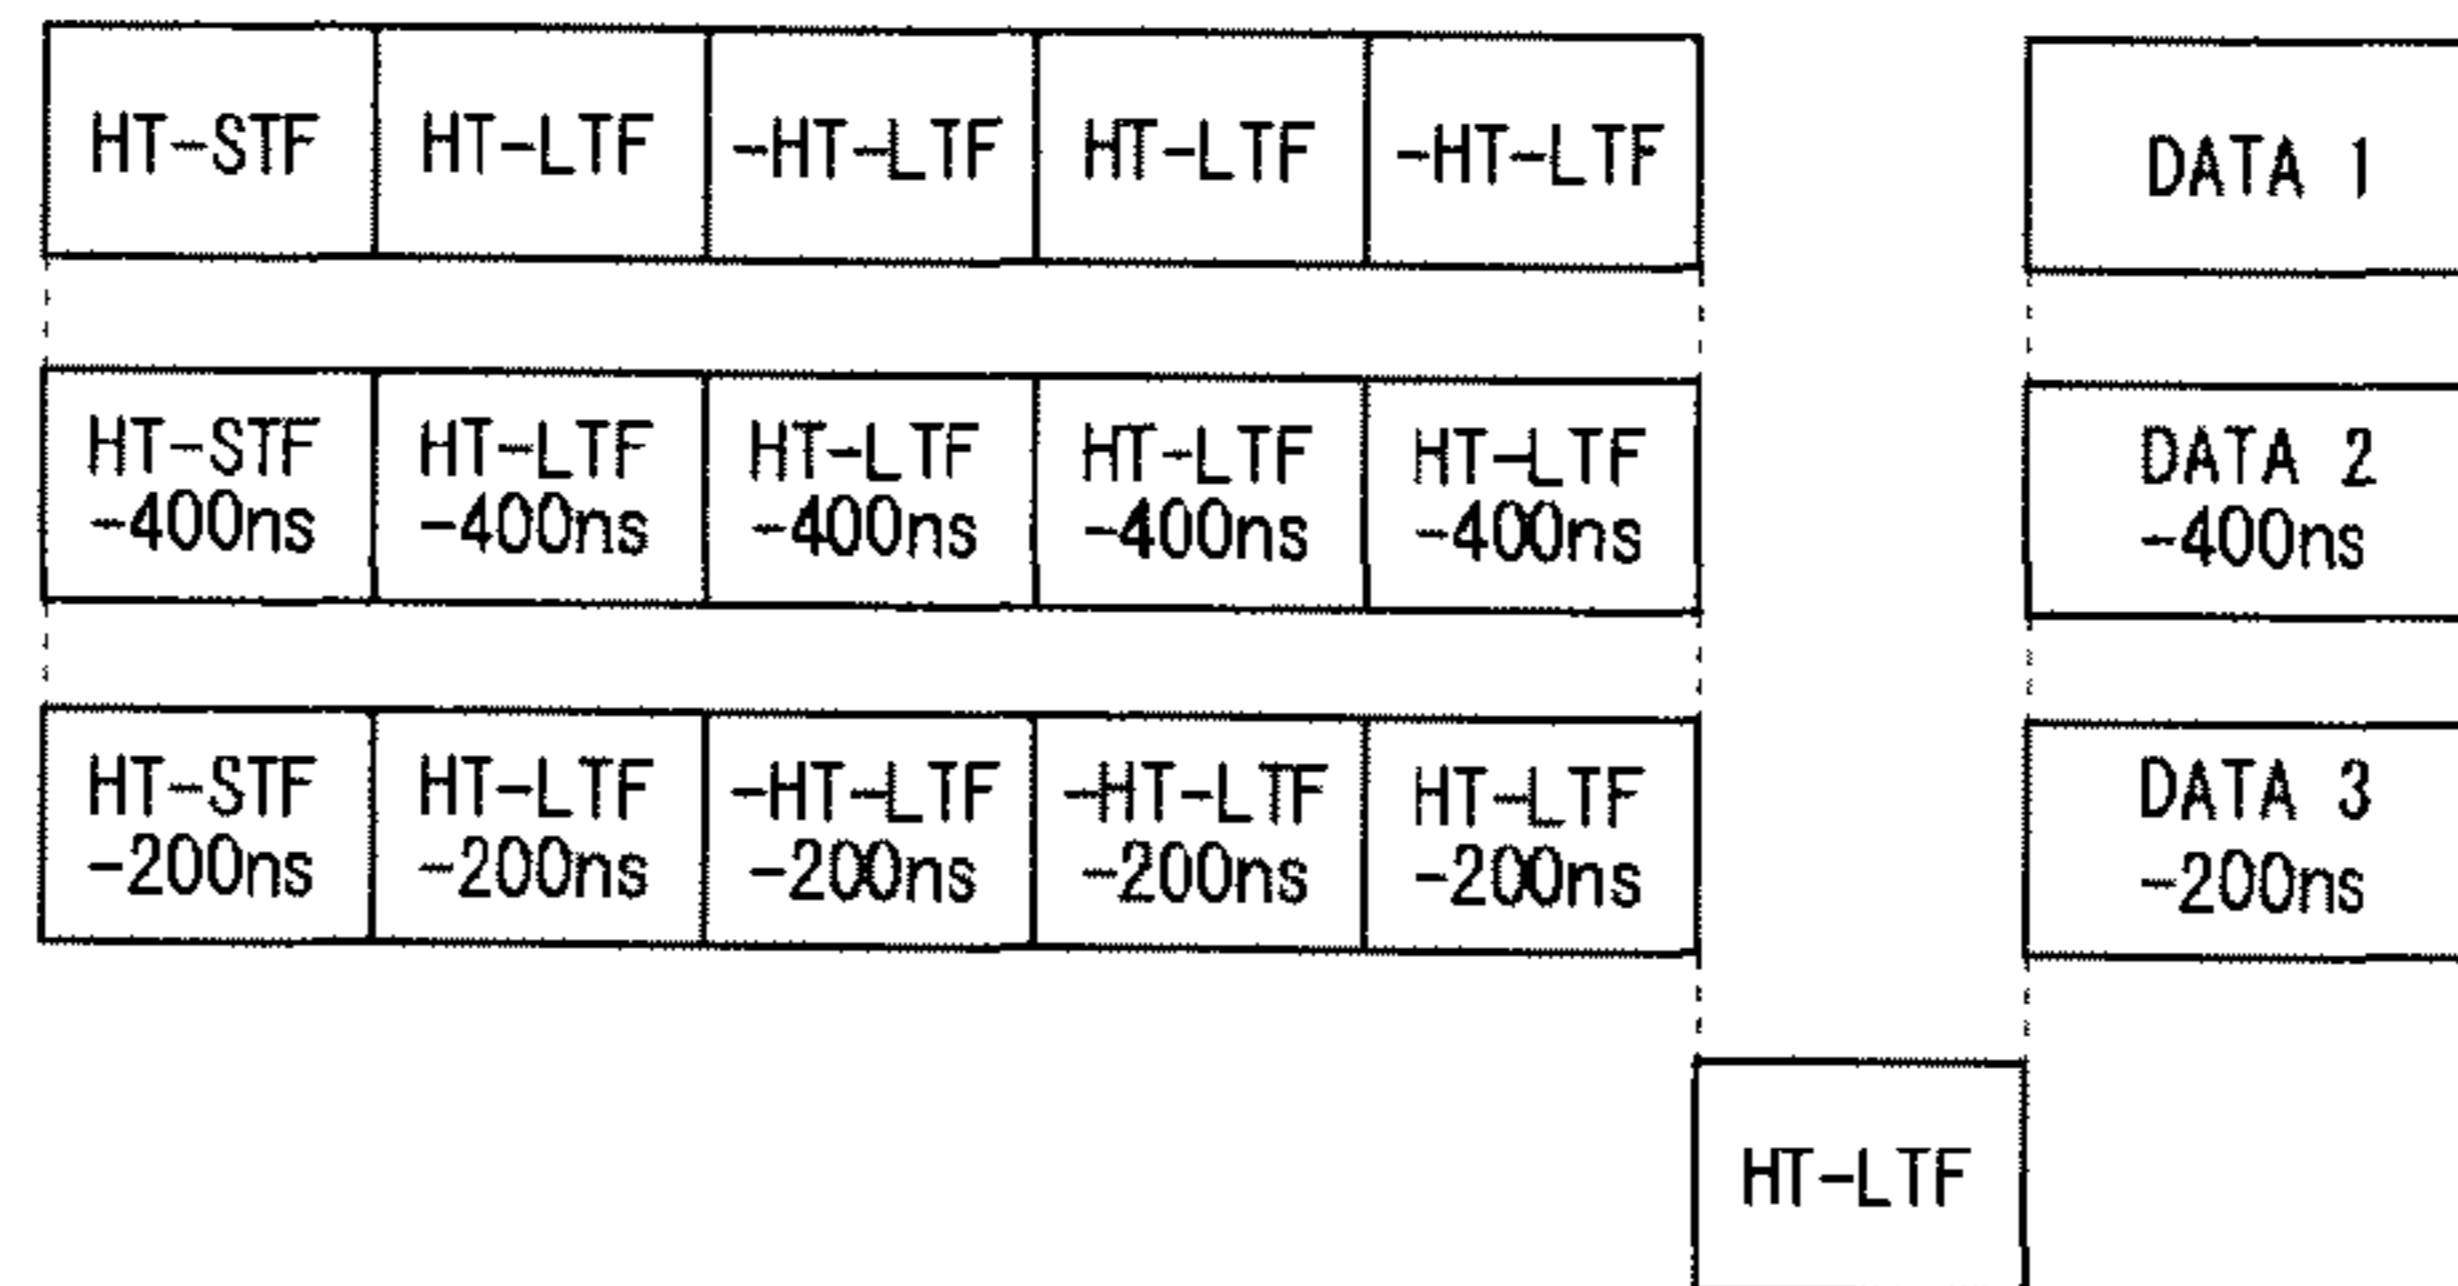 HT-STF HT-LTF -HT-LTF HT-LTF -HT-LTF DATA 1
HT-STF HT-LTF HT-LTF HT-LTF HT-LTF DATA 2
-400ns -400ns -400ns -400ns -400ns -400ns
HT-STF HT-LTF -HT-LTF -HT-LTF HT-LTF DATA 3
-200ns -200ns -200ns -200ns -200ns -200ns
HT-LTF